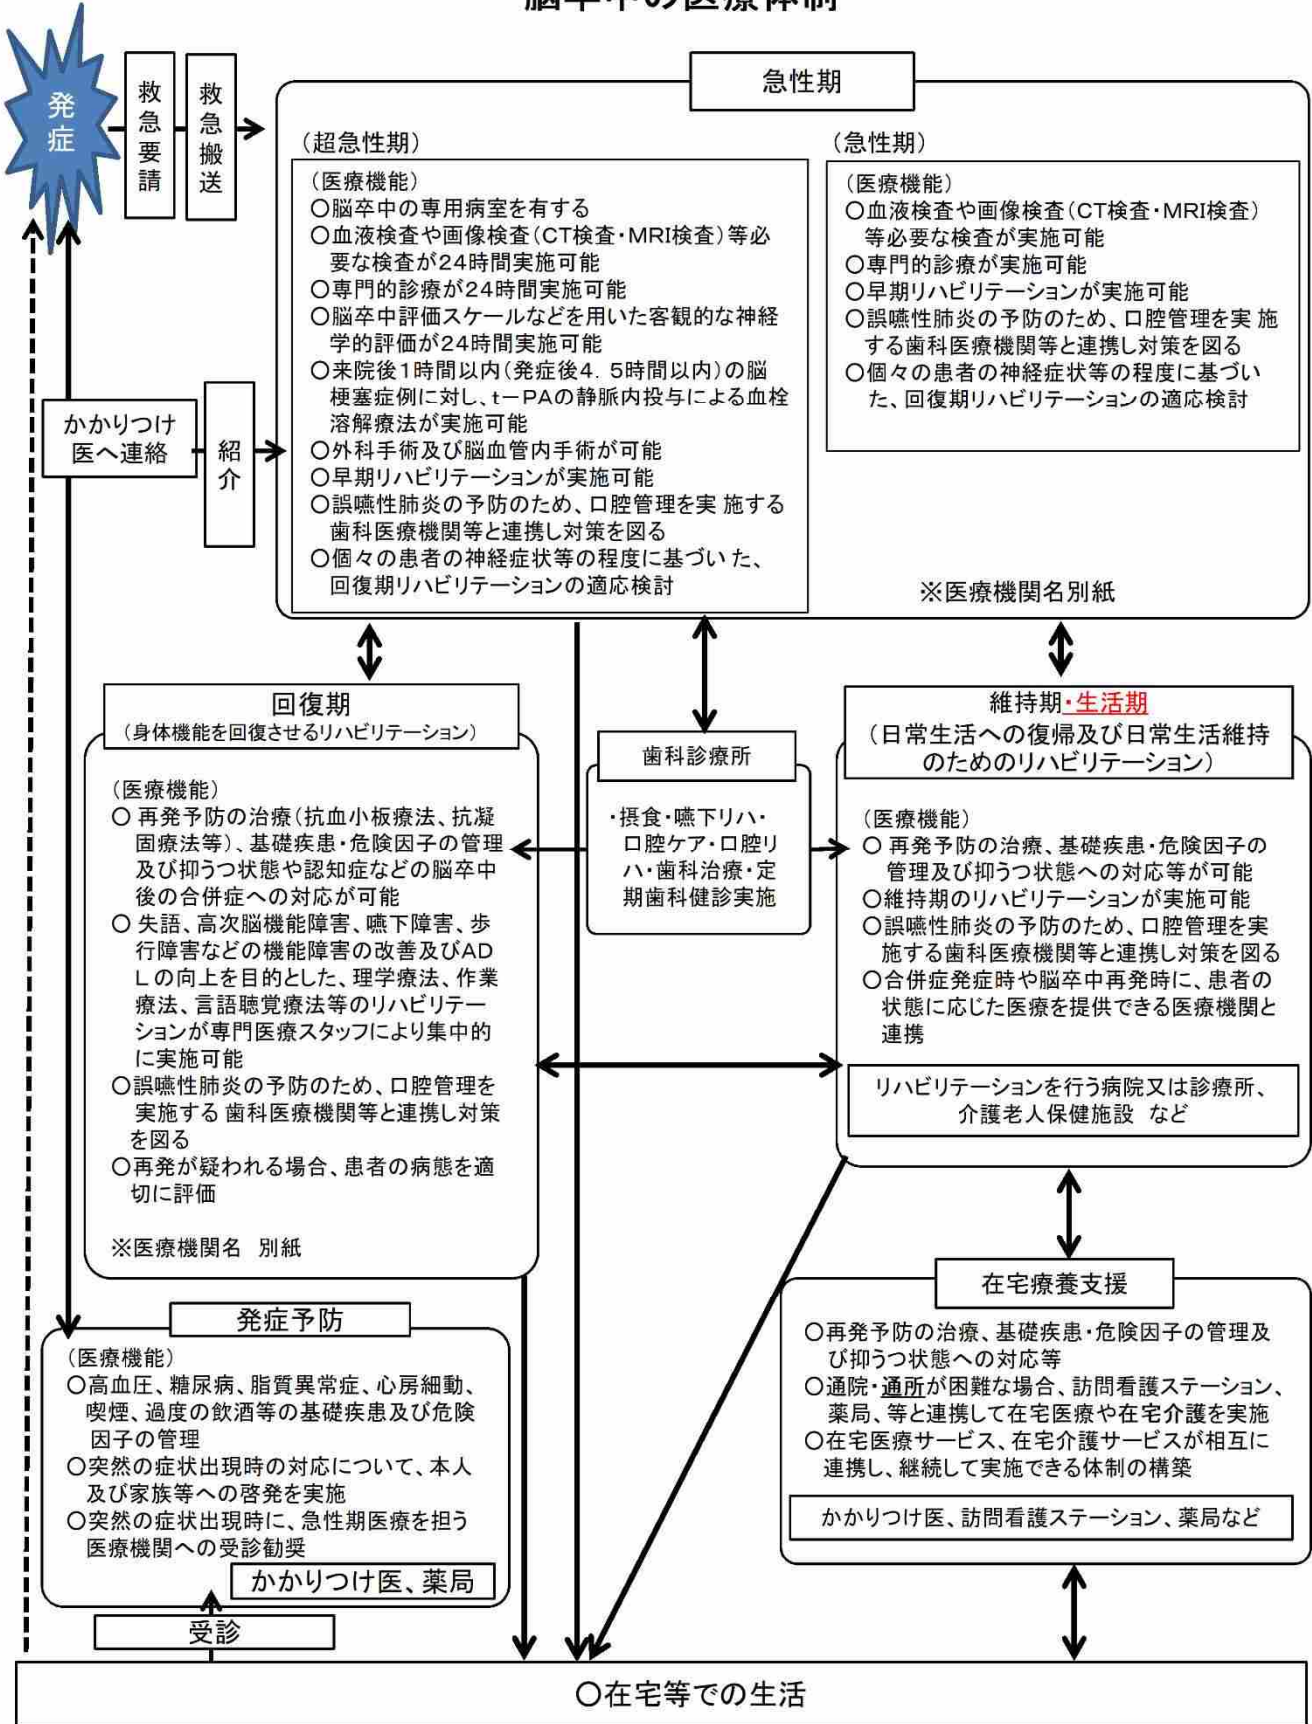 脳卒中の医療体制
発症
救急要請
救急搬送
急性期
(超急性期)
(医療機能)
○脳卒中の専用病室を有する
○血液検査や画像検査(CT検査・MRI検査)等必
要な検査が24時間実施可能
○専門的診療が24時間実施可能
○脳卒中評価スケールなどを用いた客観的な神経
学的評価が24時間実施可能
○来院後1時間以内(発症後4.5時間以内)の脳
梗塞症例に対し、t-PAの静脈内投与による血栓
溶解療法が実施可能
○外科手術及び脳血管内手術が可能
○早期リハビリテーションが実施可能
○誤嚥性肺炎の予防のため、口腔管理を実 施する
歯科医療機関等と連携し対策を図る
○個々の患者の神経症状等の程度に基づいた、
回復期リハビリテーションの適応検討
(急性期)
(医療機能)
○血液検査や画像検査(CT検査・MRI検査)
等必要な検査が実施可能
○専門的診療が実施可能
○早期リハビリテーションが実施可能
○誤嚥性肺炎の予防のため、口腔管理を実 施
する歯科医療機関等と連携し対策を図る
○個々の患者の神経症状等の程度に基づい
た、回復期リハビリテーションの適応検討
※医療機関名別紙
かかりつけ
医へ連絡
紹介
回復期
(身体機能を回復させるリハビリテーション)
(医療機能)
○ 再発予防の治療(抗血小板療法、抗凝
固療法等)、基礎疾患・危険因子の管理
及び抑うつ状態や認知症などの脳卒中
後の合併症への対応が可能
○ 失語、高次脳機能障害、嚥下障害、歩
行障害などの機能障害の改善及びAD
Lの向上を目的とした、理学療法、作業
療法、言語聴覚療法等のリハビリテー
ションが専門医療スタッフにより集中的
に実施可能
○誤嚥性肺炎の予防のため、口腔管理を
実施する 歯科医療機関等と連携し対策
を図る
○再発が疑われる場合、患者の病態を適
切に評価
※医療機関名 別紙
歯科診療所
・摂食・嚥下リハ・
口腔ケア・口腔リ
ハ・歯科治療・定
期歯科健診実施
維持期・生活期
(日常生活への復帰及び日常生活維持
のためのリハビリテーション)
(医療機能)
○ 再発予防の治療、基礎疾患・危険因子の
管理及び抑うつ状態への対応等が可能
○維持期のリハビリテーションが実施可能
○誤嚥性肺炎の予防のため、口腔管理を実
施する歯科医療機関等と連携し対策を図る
○合併症発症時や脳卒中再発時に、患者の
状態に応じた医療を提供できる医療機関と
連携
リハビリテーションを行う病院又は診療所、
介護老人保健施設 など
発症予防
(医療機能)
○高血圧、糖尿病、脂質異常症、心房細動、
喫煙、過度の飲酒等の基礎疾患及び危険
因子の管理
○突然の症状出現時の対応について、本人
及び家族等への啓発を実施
○突然の症状出現時に、急性期医療を担う
医療機関への受診勧奨
かかりつけ医、薬局
在宅療養支援
○再発予防の治療、基礎疾患・危険因子の管理及
び抑うつ状態への対応等
○通院・通所が困難な場合、訪問看護ステーション、
薬局、等と連携して在宅医療や在宅介護を実施
○在宅医療サービス、在宅介護サービスが相互に
連携し、継続して実施できる体制の構築
かかりつけ医、訪問看護ステーション、薬局など
受診
○在宅等での生活